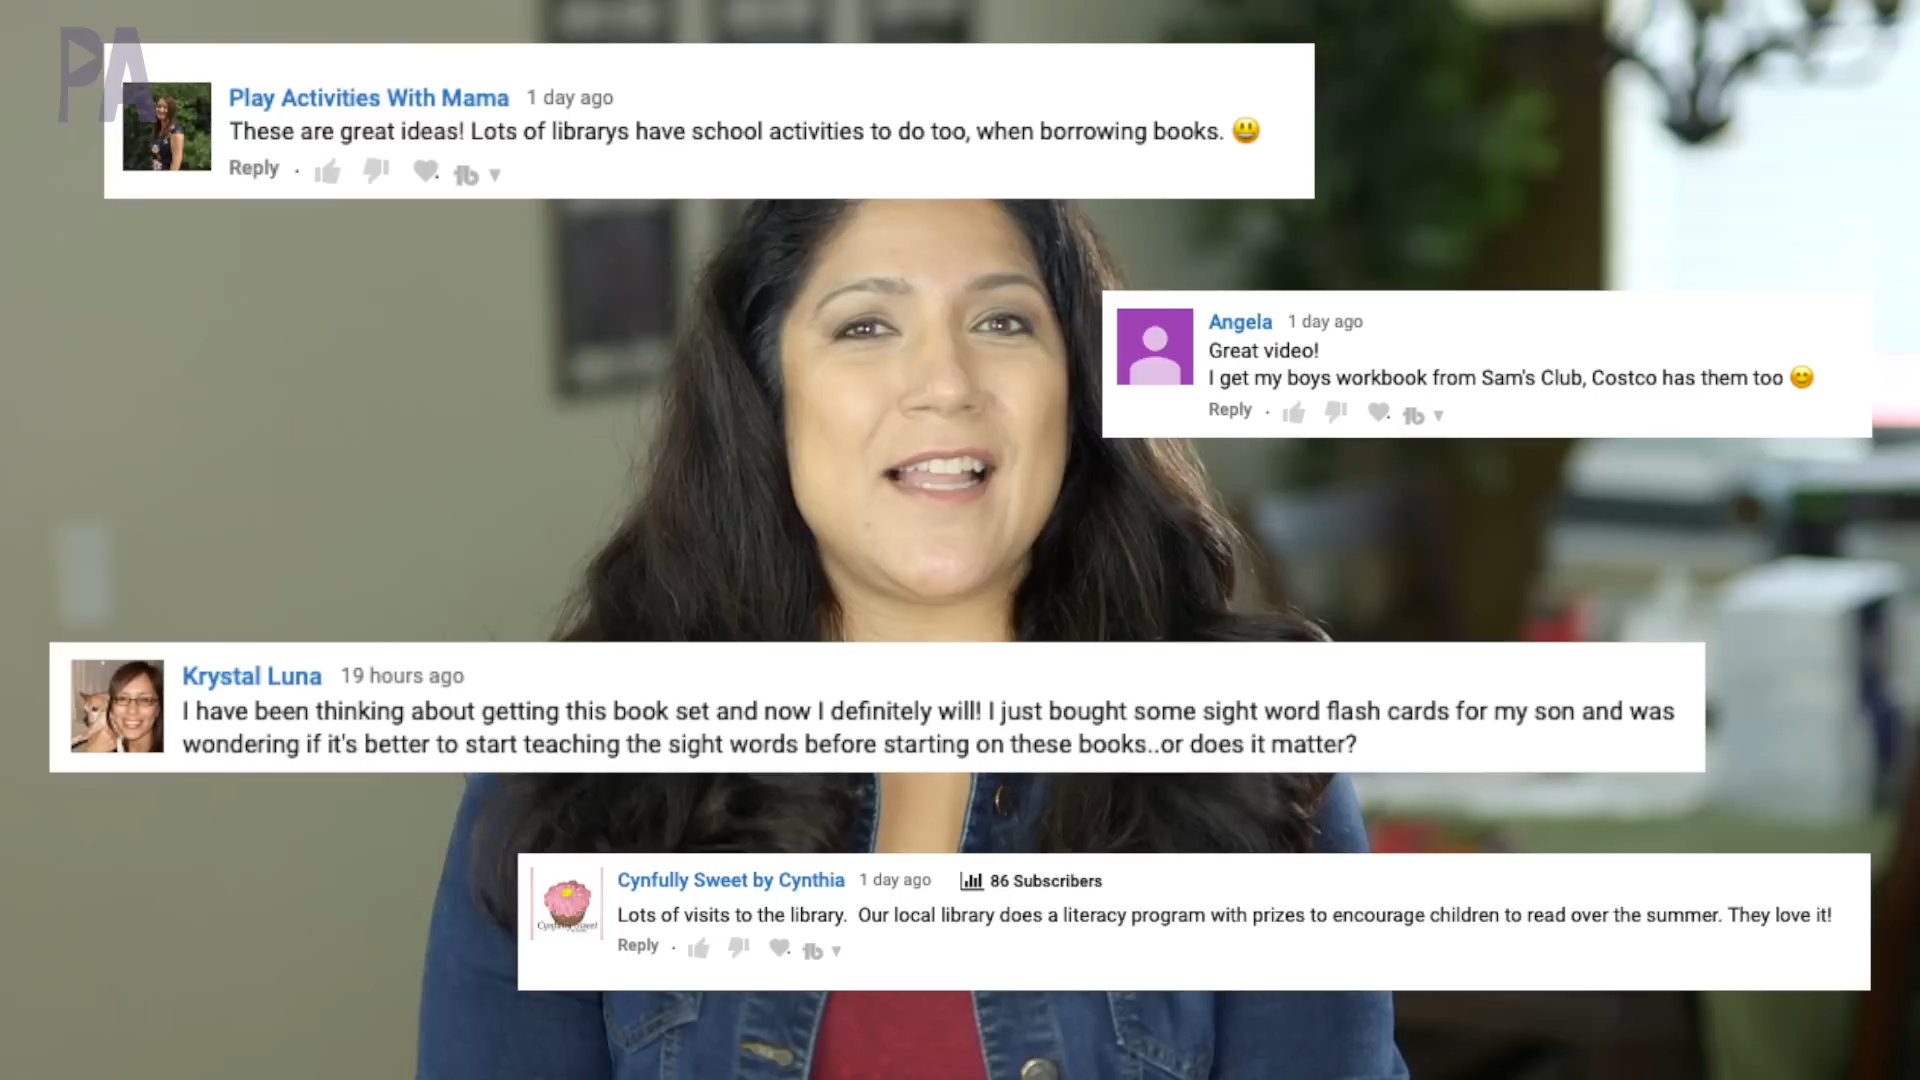 PA
Play Activities With Mama 1 day ago
These are great ideas! Lots of librarys have school activities to do too, when borrowing books. 😃
Reply
Angela 1 day ago
Great video!
I get my boys workbook from Sam's Club, Costco has them too 😊
Reply
Krystal Luna 19 hours ago
I have been thinking about getting this book set and now I definitely will! I just bought some sight word flash cards for my son and was
wondering if it's better to start teaching the sight words before starting on these books..or does it matter?
Cynfully Sweet by Cynthia 1 day ago 86 Subscribers
Lots of visits to the library. Our local library does a literacy program with prizes to encourage children to read over the summer. They love it!
Reply